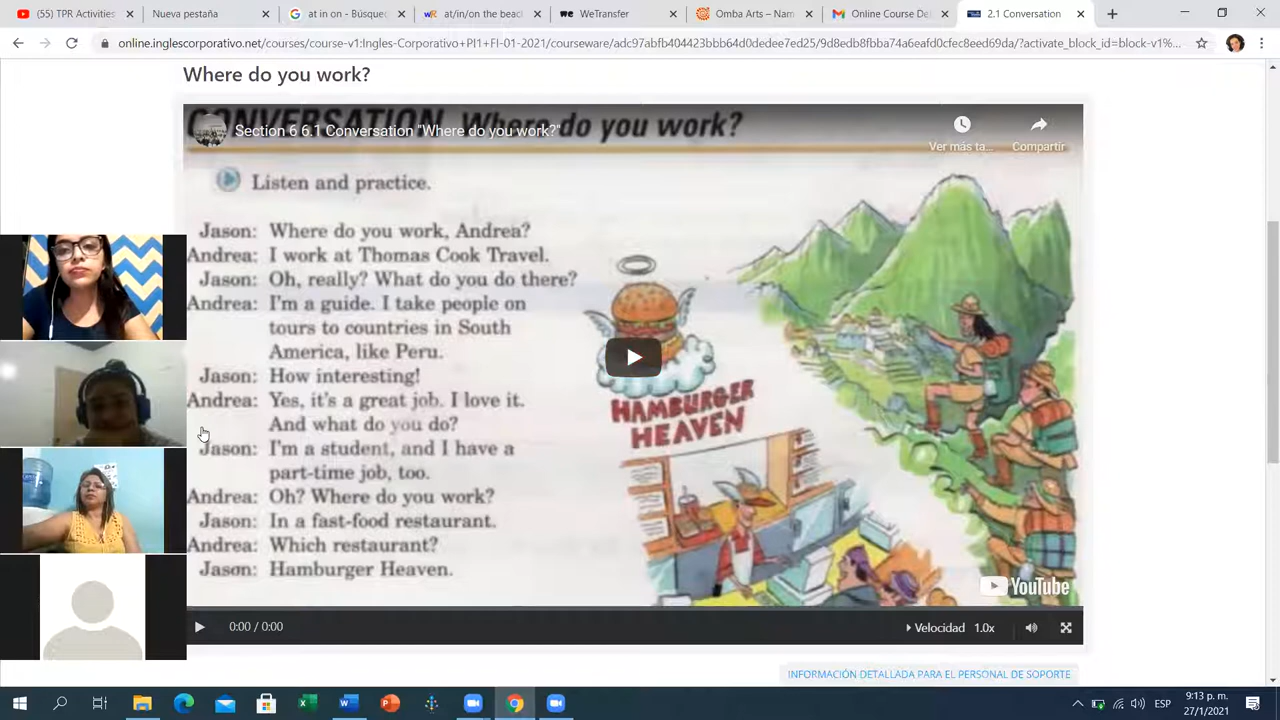 (55) TPR Activities
Nueva pestaña
at in on - Búsque
at/in/on the beac
WeTransfer
Omba Arts – Nam
Online Course De
2.1 Conversation
online.inglescorporativo.net/courses/course-v1:Ingles-Corporativo+PI1+FI-01-2021/courseware/adc97abfb404423bbb64d0dedee7ed25/9d8edb8fbba74a6eafd0cfec8eed69da/?activate_block_id=block-v1%...
Where do you work?
CONVERSATION Where do you work?
Section 6 6.1 Conversation "Where do you work?"
Ver más ta...
Compartir
Listen and practice.
Jason: Where do you work, Andrea?
Andrea: I work at Thomas Cook Travel.
Jason: Oh, really? What do you do there?
Andrea: I'm a guide. I take people on
tours to countries in South
America, like Peru.
Jason: How interesting!
Andrea: Yes, it's a great job. I love it.
And what do you do?
Jason: I'm a student, and I have a
part-time job, too.
Andrea: Oh? Where do you work?
Jason: In a fast-food restaurant.
Andrea: Which restaurant?
Jason: Hamburger Heaven.
HAMBURGER
HEAVEN
YouTube
0:00 / 0:00
Velocidad 1.0x
INFORMACIÓN DETALLADA PARA EL PERSONAL DE SOPORTE
ESP
9:13 p. m.
27/1/2021